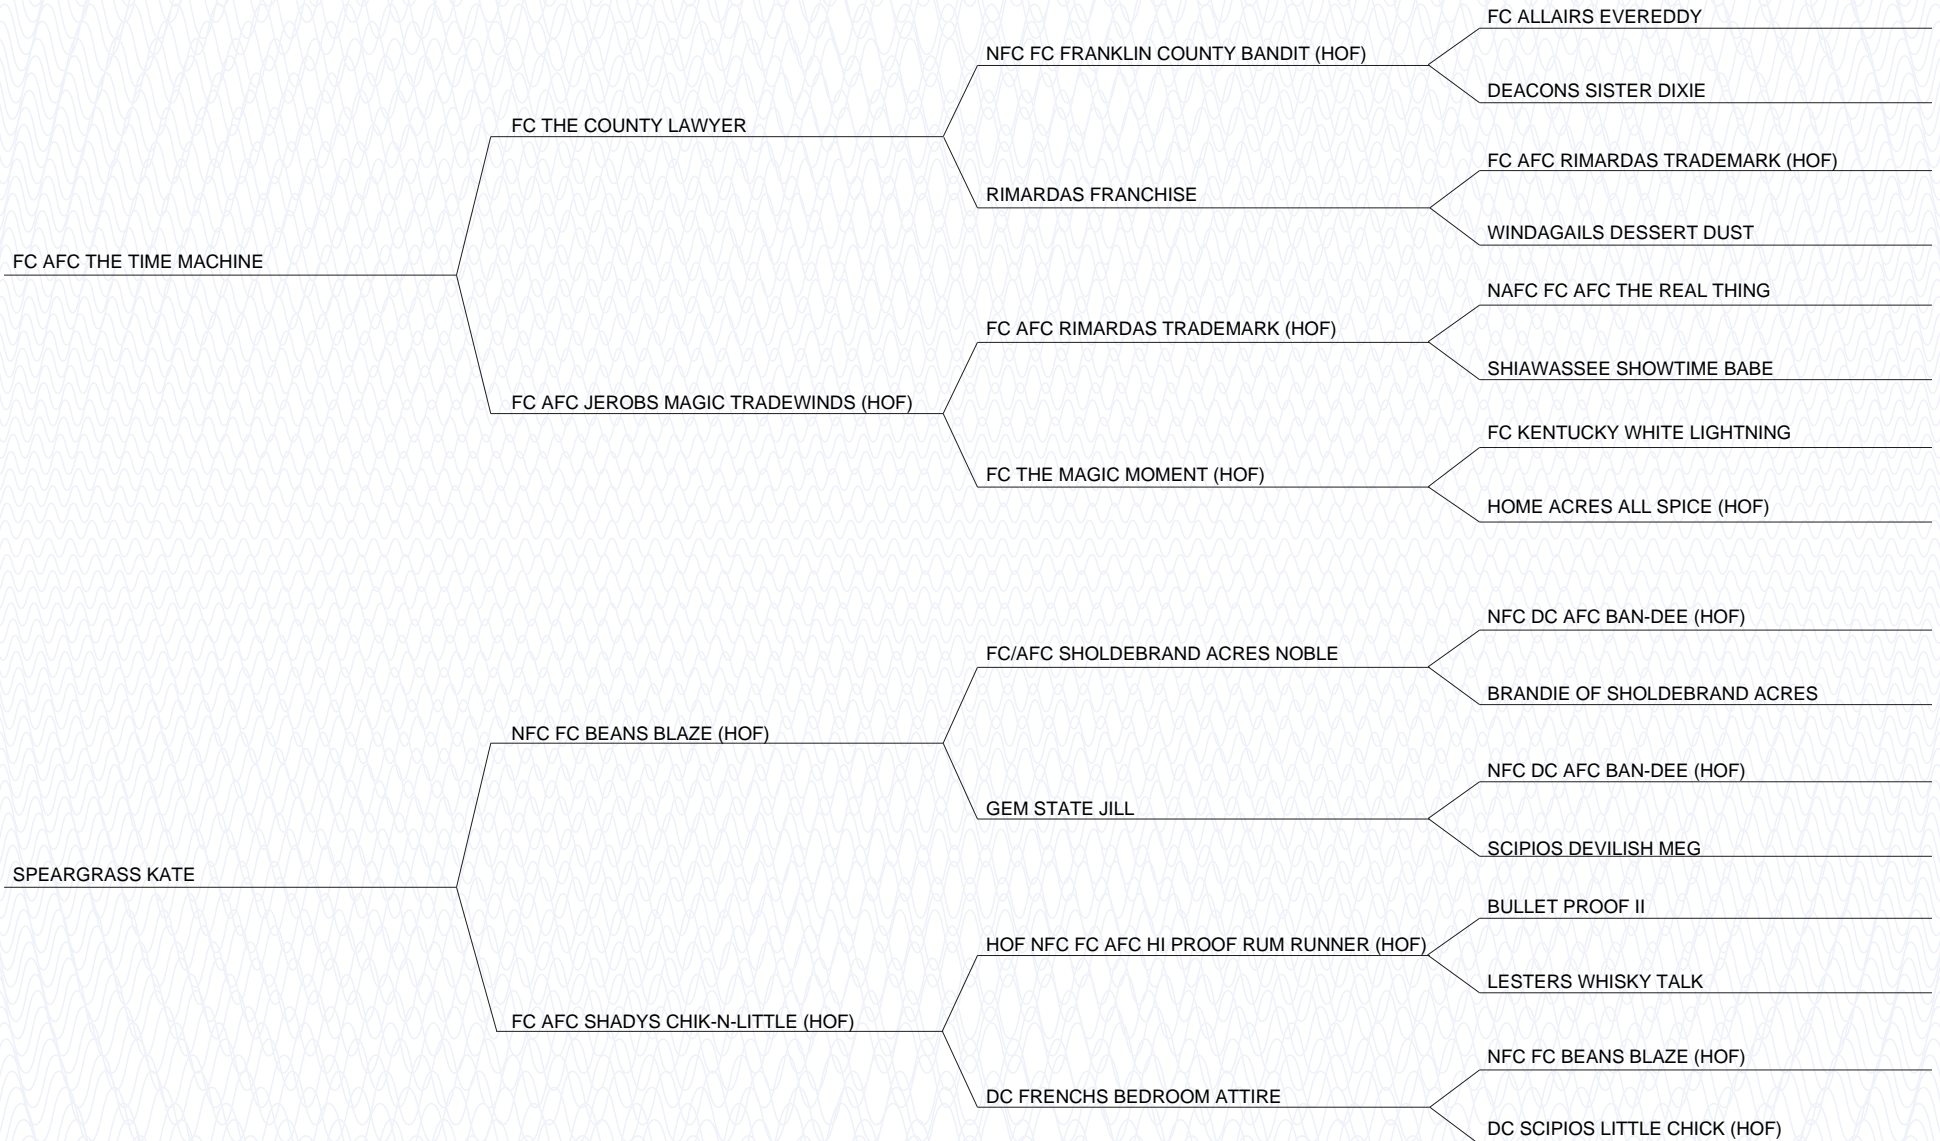 FC ALLAIRS EVEREDDY
NFC FC FRANKLIN COUNTY BANDIT (HOF)
DEACONS SISTER DIXIE
FC THE COUNTY LAWYER
FC AFC RIMARDAS TRADEMARK (HOF)
RIMARDAS FRANCHISE
WINDAGAILS DESSERT DUST
FC AFC THE TIME MACHINE
NAFC FC AFC THE REAL THING
FC AFC RIMARDAS TRADEMARK (HOF)
SHIAWASSEE SHOWTIME BABE
FC AFC JEROBS MAGIC TRADEWINDS (HOF)
FC KENTUCKY WHITE LIGHTNING
FC THE MAGIC MOMENT (HOF)
HOME ACRES ALL SPICE (HOF)
NFC DC AFC BAN-DEE (HOF)
FC/AFC SHOLDEBRAND ACRES NOBLE
BRANDIE OF SHOLDEBRAND ACRES
NFC FC BEANS BLAZE (HOF)
NFC DC AFC BAN-DEE (HOF)
GEM STATE JILL
SCIPIOS DEVILISH MEG
SPEARGRASS KATE
BULLET PROOF II
HOF NFC FC AFC HI PROOF RUM RUNNER (HOF)
LESTERS WHISKY TALK
FC AFC SHADYS CHIK-N-LITTLE (HOF)
NFC FC BEANS BLAZE (HOF)
DC FRENCHS BEDROOM ATTIRE
DC SCIPIOS LITTLE CHICK (HOF)